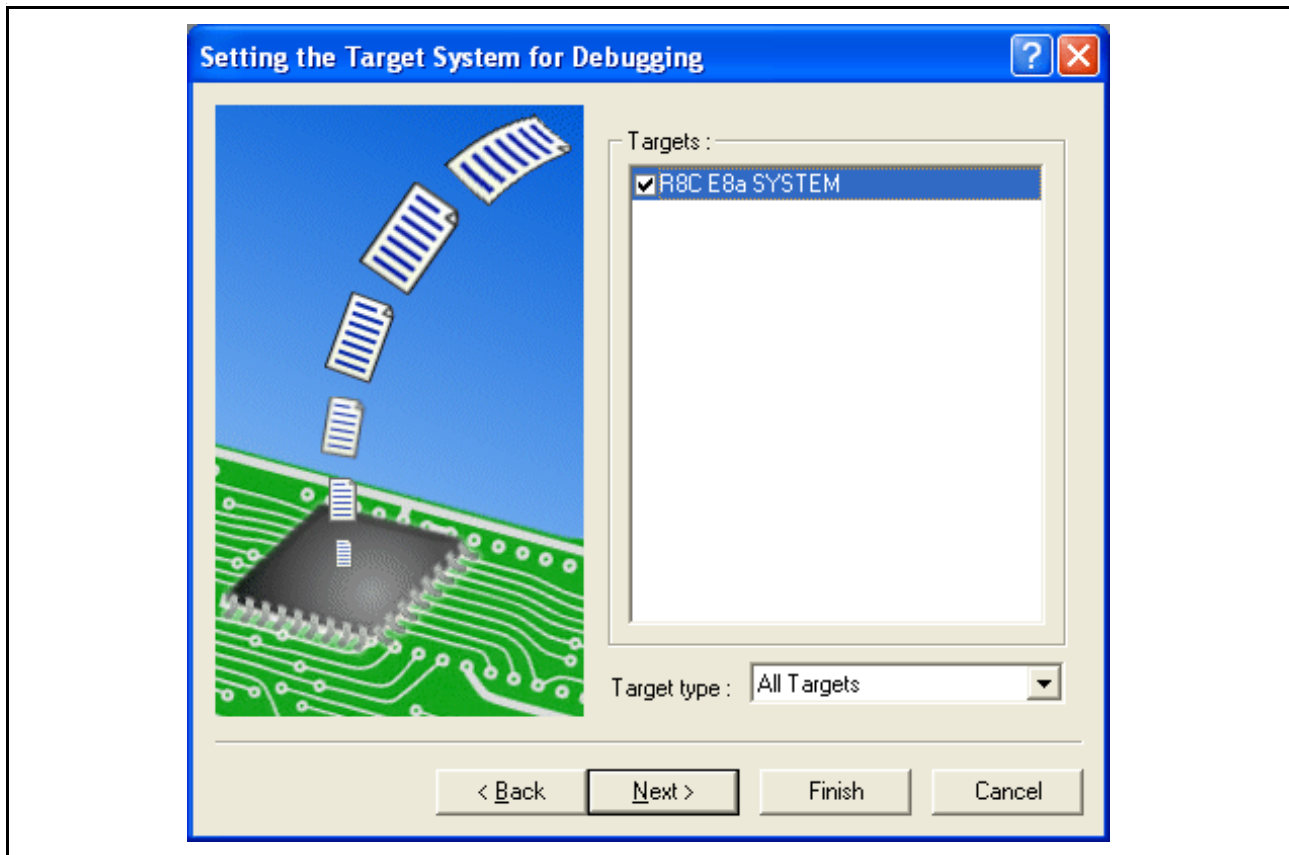 Setting the Target System for Debugging
Targets :
R8C E8a SYSTEM
Target type :
All Targets
< Back
Next >
Finish
Cancel